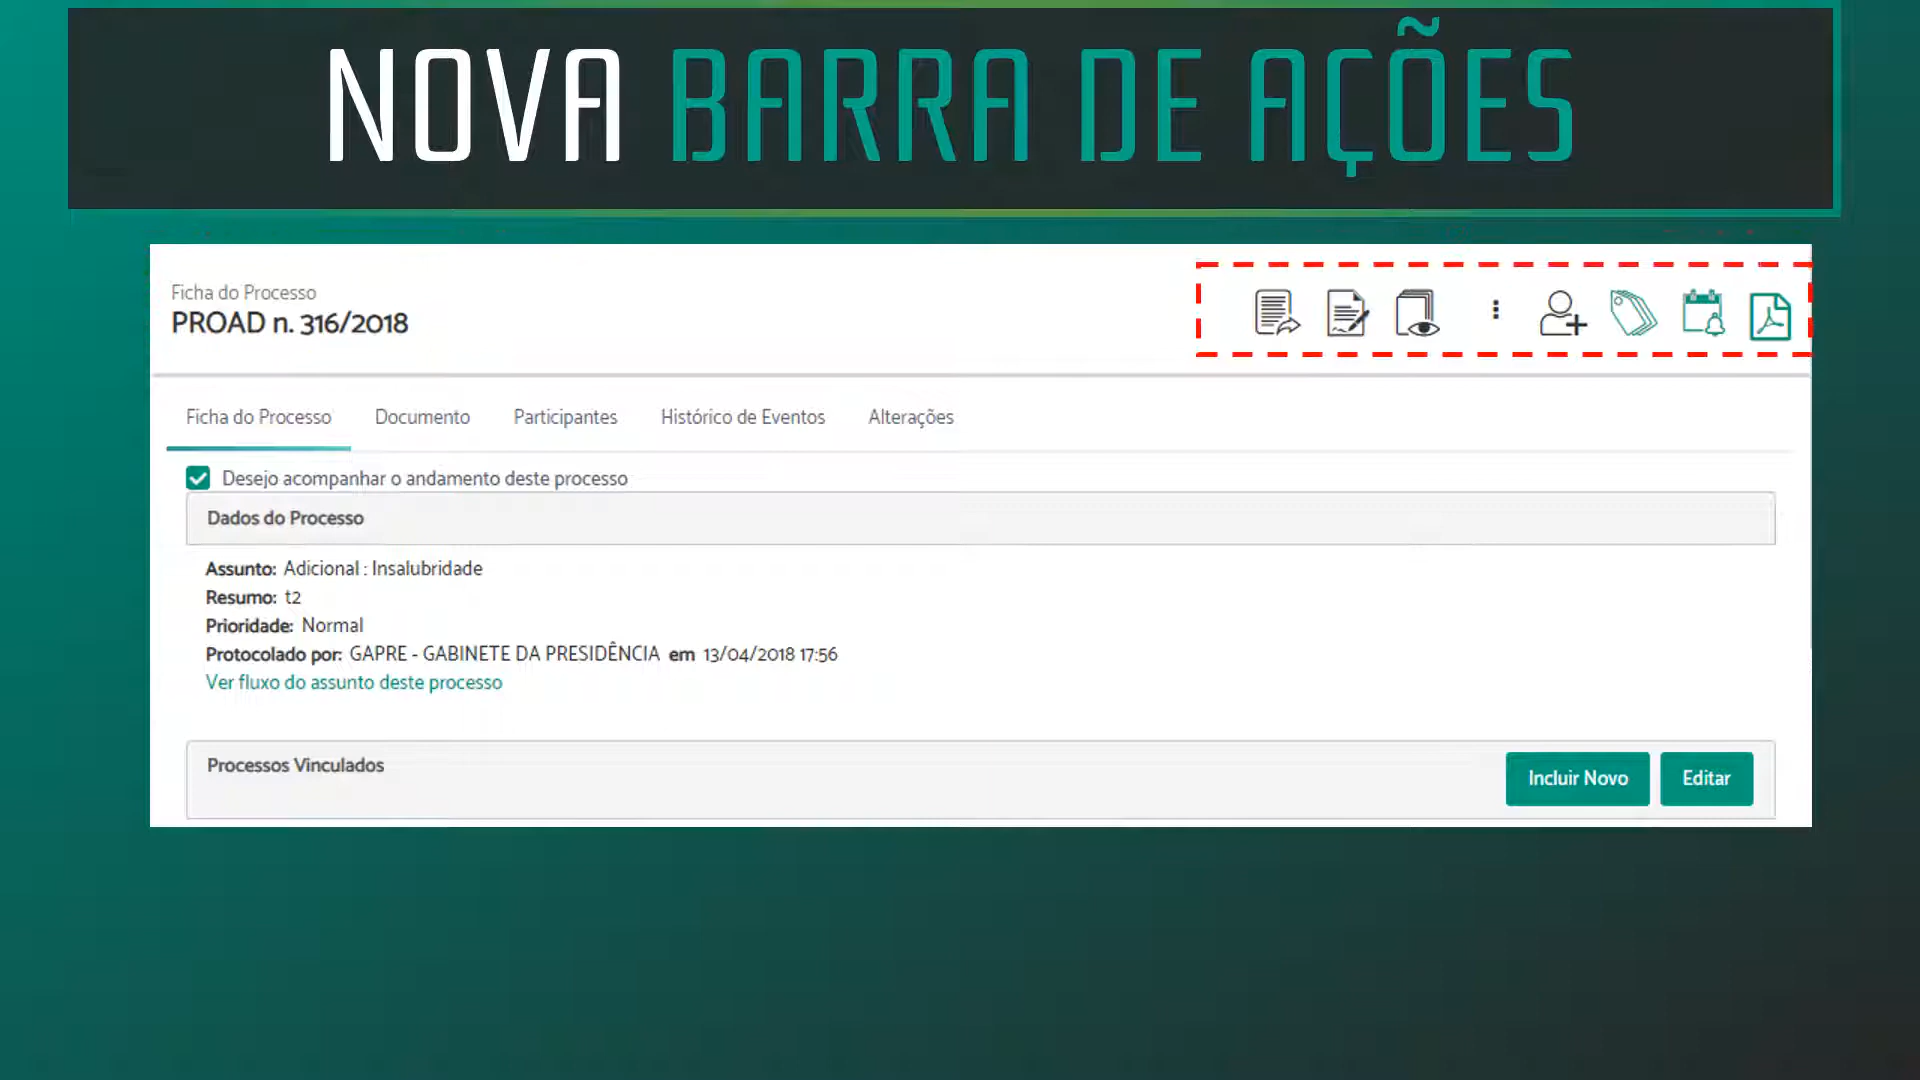 NOVA BARRA DE AÇÕES
Ficha do Processo
PROAD n. 316/2018
Ficha do Processo Documento Participantes Histórico de Eventos Alterações
Desejo acompanhar o andamento deste processo
Dados do Processo
Assunto: Adicional : Insalubridade
Resumo: t2
Prioridade: Normal
Protocolado por: GAPRE - GABINETE DA PRESIDÊNCIA em 13/04/2018 17:56
Ver fluxo do assunto deste processo
Processos Vinculados Incluir Novo Editar